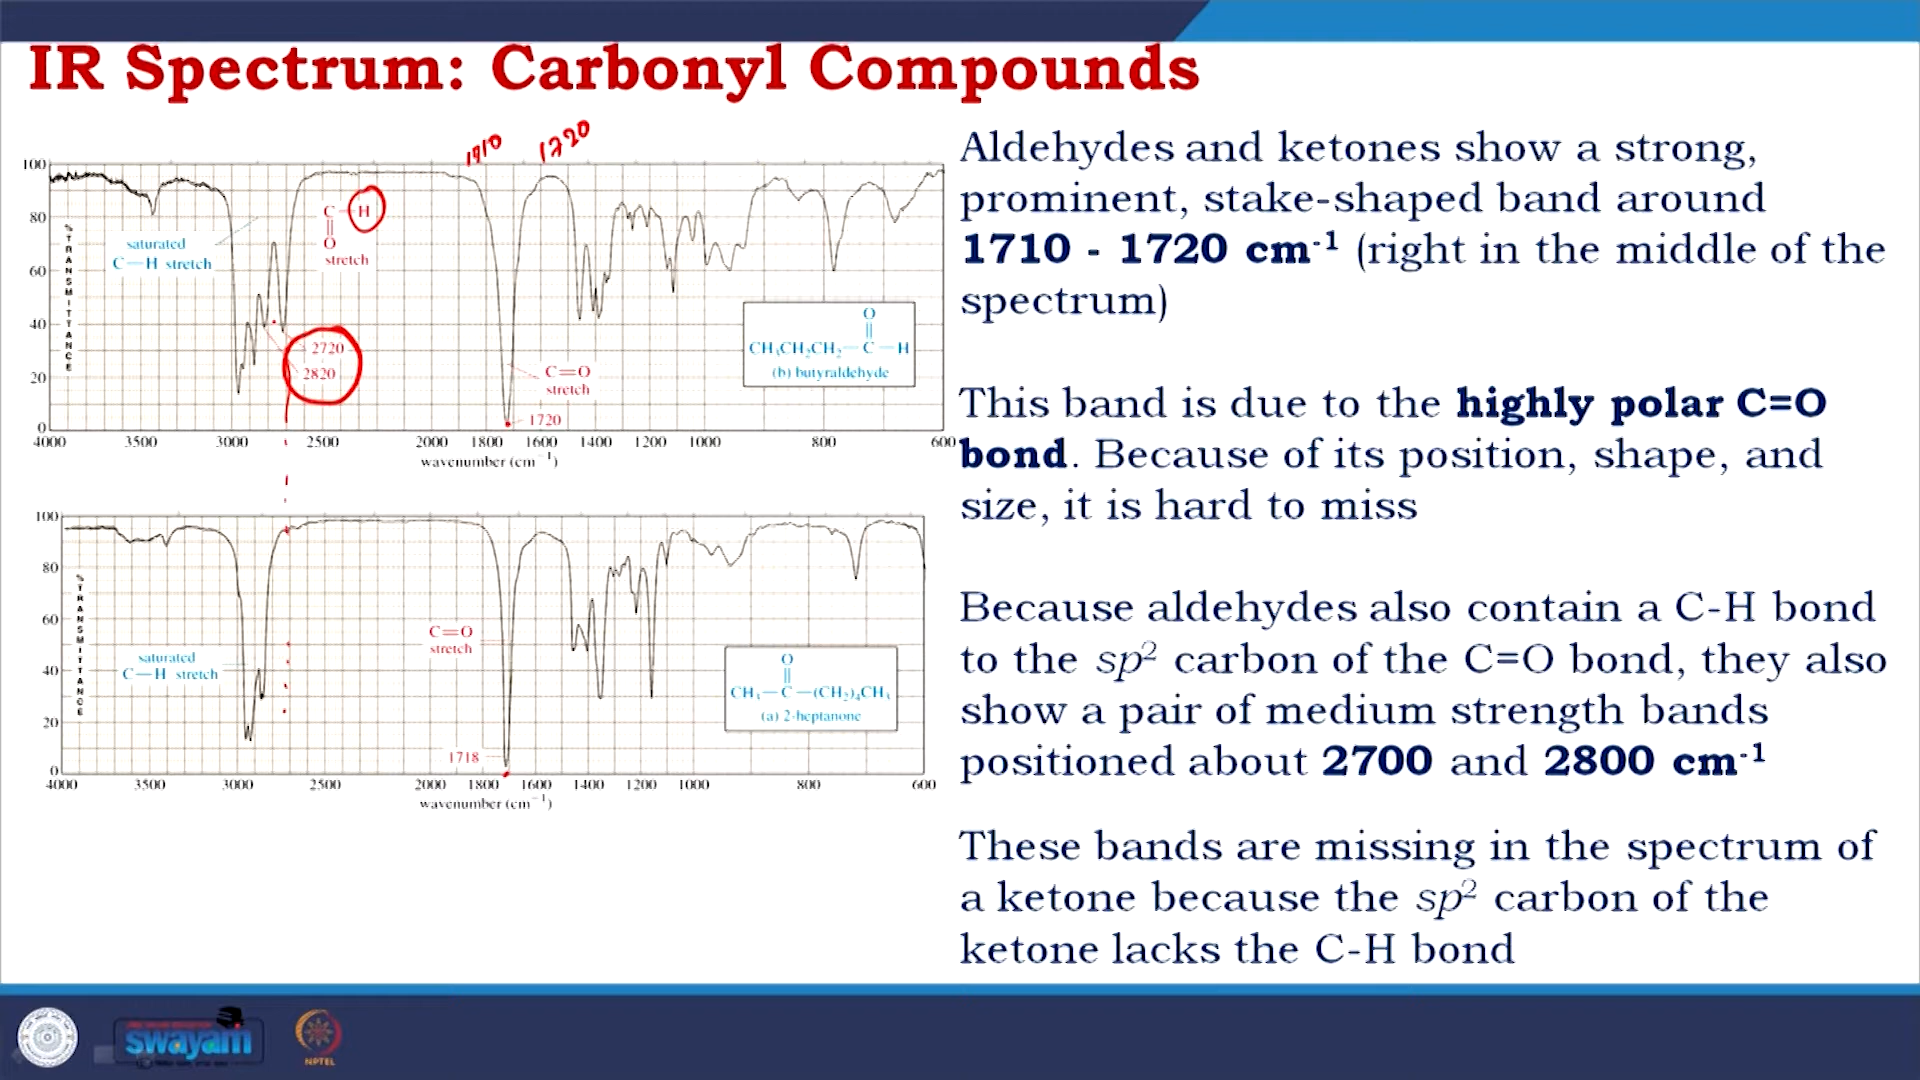 IR Spectrum: Carbonyl Compounds
1710 1720
100
80
60
40
20
0
%TRANSMITTANCE
saturated
C—H stretch
C—H
||
O
stretch
2720
2820
C=O
stretch
1720
O
||
CH₃CH₂CH₂—C—H
(b) butyraldehyde
4000 3500 3000 2500 2000 1800 1600 1400 1200 1000 800 600
wavenumber (cm⁻¹)
100
80
60
40
20
0
%TRANSMITTANCE
saturated
C—H stretch
C=O
stretch
1718
O
||
CH₃—C—(CH₂)₄CH₃
(a) 2-heptanone
4000 3500 3000 2500 2000 1800 1600 1400 1200 1000 800 600
wavenumber (cm⁻¹)
Aldehydes and ketones show a strong,
prominent, stake-shaped band around
1710 - 1720 cm⁻¹ (right in the middle of the
spectrum)
This band is due to the highly polar C=O
bond. Because of its position, shape, and
size, it is hard to miss
Because aldehydes also contain a C-H bond
to the sp² carbon of the C=O bond, they also
show a pair of medium strength bands
positioned about 2700 and 2800 cm⁻¹
These bands are missing in the spectrum of
a ketone because the sp² carbon of the
ketone lacks the C-H bond
swayam
NPTEL